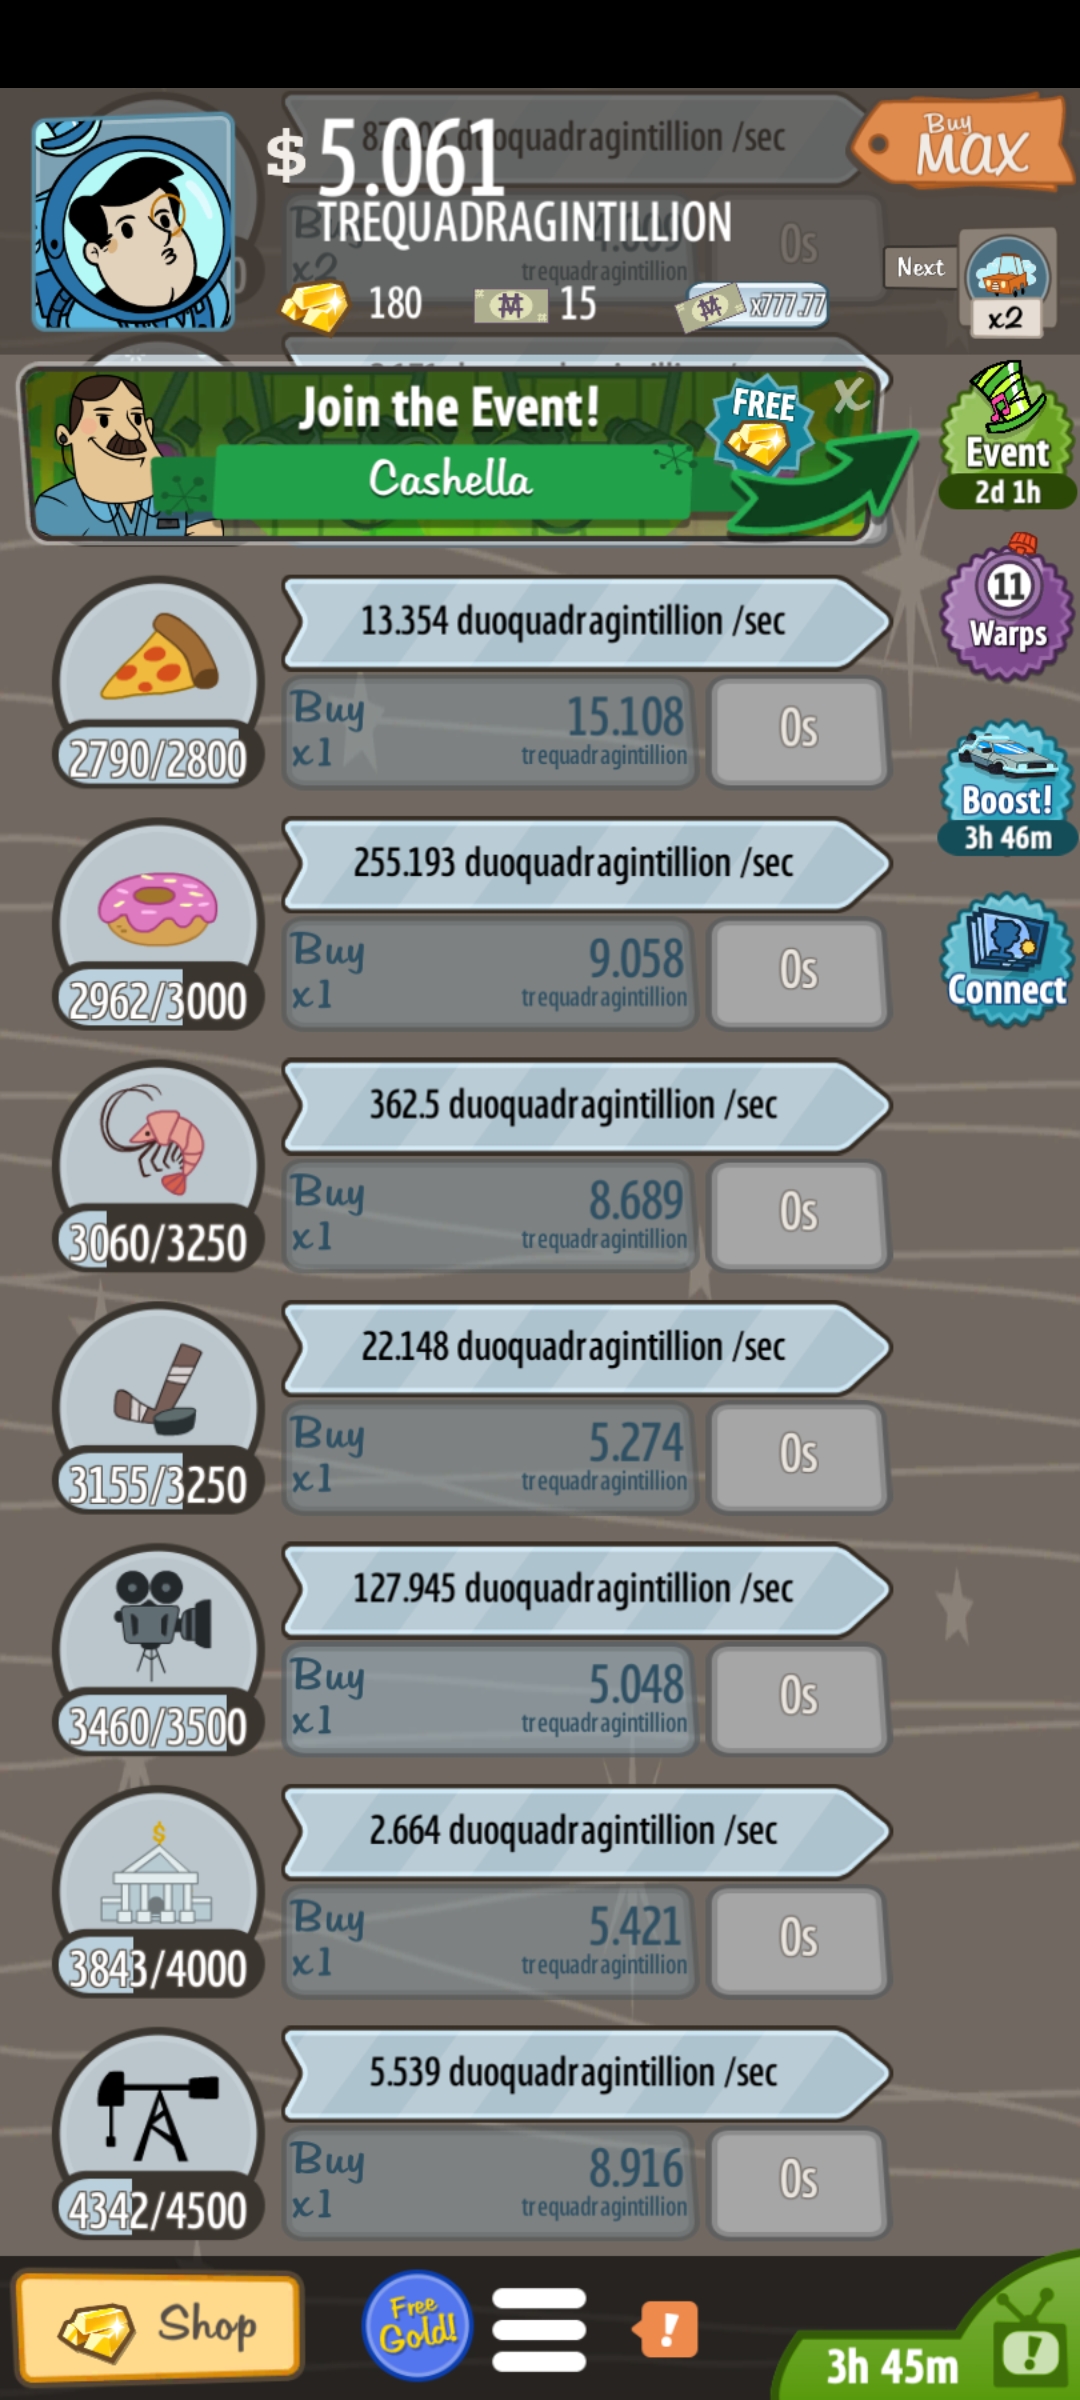 $ 5.061
TREQUADRAGINTILLION
180
15
x777.77
Buy
MAX
Next
x2
duoquadragintillion /sec
Buy
x2
trequadragintillion
0s
Join the Event!
Cashella
FREE
X
Event
2d 1h
11
Warps
Boost!
3h 46m
Connect
13.354 duoquadragintillion /sec
Buy
x1
15.108
trequadragintillion
0s
2790/2800
255.193 duoquadragintillion /sec
Buy
x1
9.058
trequadragintillion
0s
2962/3000
362.5 duoquadragintillion /sec
Buy
x1
8.689
trequadragintillion
0s
3060/3250
22.148 duoquadragintillion /sec
Buy
x1
5.274
trequadragintillion
0s
3155/3250
127.945 duoquadragintillion /sec
Buy
x1
5.048
trequadragintillion
0s
3460/3500
2.664 duoquadragintillion /sec
Buy
x1
5.421
trequadragintillion
0s
3843/4000
5.539 duoquadragintillion /sec
Buy
x1
8.916
trequadragintillion
0s
4342/4500
Shop
Free
Gold!
!
3h 45m
!